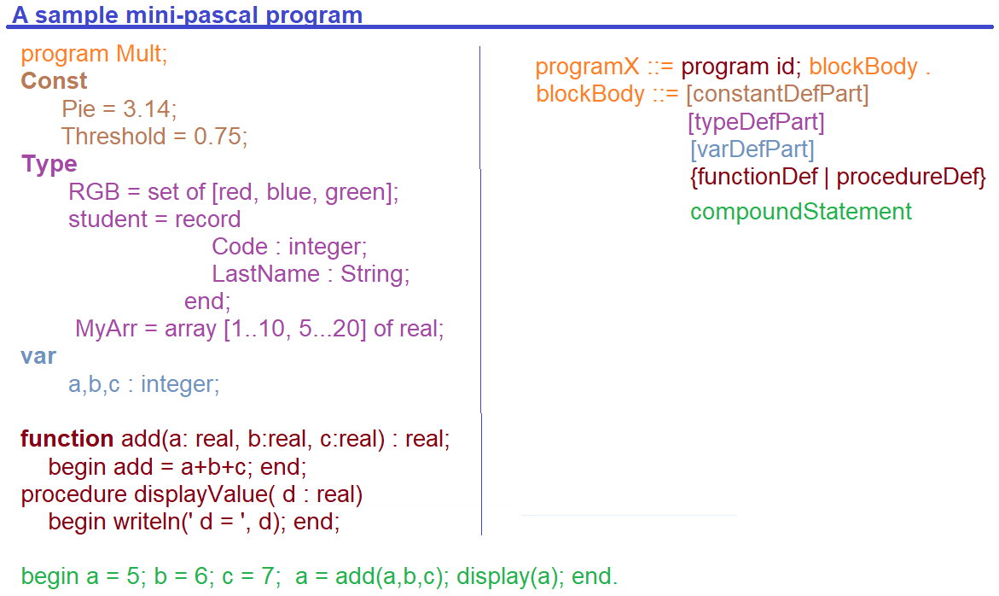 A sample mini-pascal program
program Mult;
Const
Pie = 3.14;
Threshold = 0.75;
Type
RGB = set of [red, blue, green];
student = record
Code : integer;
LastName : String;
end;
MyArr = array [1..10, 5...20] of real;
var
a,b,c : integer;
function add(a: real, b:real, c:real) : real;
begin add = a+b+c; end;
procedure displayValue( d : real)
begin writeln(' d = ', d); end;
begin a = 5; b = 6; c = 7;  a = add(a,b,c); display(a); end.
programX ::= program id; blockBody .
blockBody ::= [constantDefPart]
[typeDefPart]
[varDefPart]
{functionDef | procedureDef}
compoundStatement